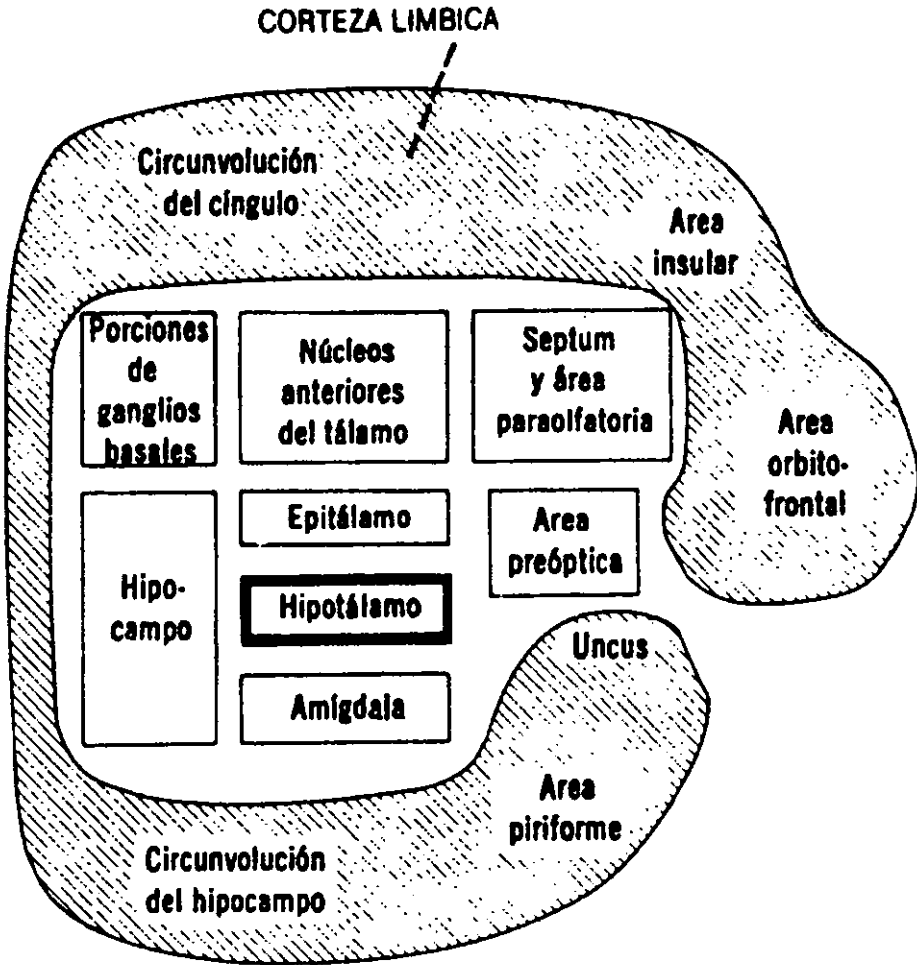 CORTEZA LIMBICA
Circunvolución
del cíngulo
Area
insular
Porciones
de
ganglios
basales
Núcleos
anteriores
del tálamo
Septum
y área
paraolfatoria
Area
orbito-
frontal
Hipo-
campo
Epitálamo
Area
preóptica
Hipotálamo
Amígdala
Uncus
Area
piriforme
Circunvolución
del hipocampo